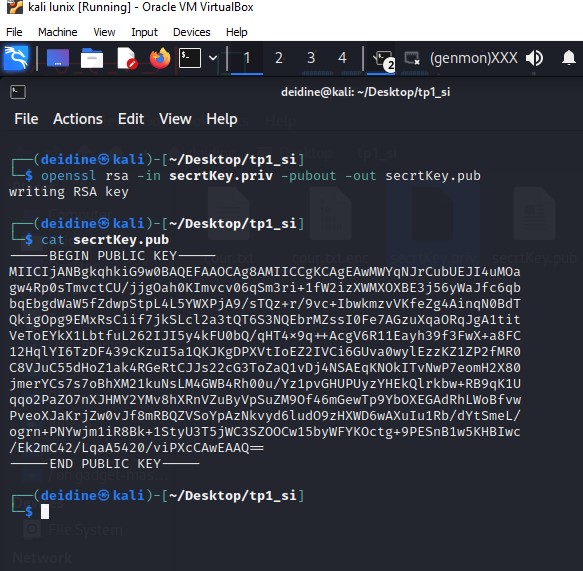 kali lunix [Running] - Oracle VM VirtualBox
File Machine View Input Devices Help
1 2 3 4 2 (genmon)XXX
deidine@kali: ~/Desktop/tp1_si
File Actions Edit View Help
┌──(deidine㉿kali)-[~/Desktop/tp1_si]
└─$ openssl rsa -in secrtKey.priv -pubout -out secrtKey.pub
writing RSA key
┌──(deidine㉿kali)-[~/Desktop/tp1_si]
└─$ cat secrtKey.pub
-----BEGIN PUBLIC KEY-----
MIICIjANBgkqhkiG9w0BAQEFAAOCAg8AMIICCgKCAgEAwMWYqNJrCubUEJI4uMOa
gw4Rp0sTmvctCU/jjgOah0KImvcv06qSm3ri+1fW2izXWMXOXBE3j56yWaJfc6qb
bqEbgdWaW5fZdwpStpL4L5YWXPjA9/sTQz+r/9vc+IbwkmzvVKfeZg4AinqN0BdT
QkigOpg9EMxRsCiif7jkSLcl2a3tQT6S3NQEbrMZssI0Fe7AGzuXqaORqJgA1tit
VeToEYkX1LbtfuL262IJI5y4kFU0bQ/qHT4×9q++AcgV6R11Eayh39f3FwX+a8FC
12HqlYI6TzDF439cKzuI5a1QKJKgDPXVtIoEZ2IVCi6GUva0wylEzzKZ1ZP2fMR0
C8VJuC55dHoZ1ak4RGeRtCJJs22cG3ToZaQ1vDj4NSAEqKNOkITvNwP7eomH2X80
jmerYCs7s7oBhXM21kuNsLM4GWB4Rh00u/Yz1pvGHUPUyzYHEkQlrkbw+RB9qK1U
qqo2PaZO7nXJHMY2YMv8hXRnVZuByVpSuZM9Of46mGewTp9YbOXEGAdRhLWoBfvw
PveoXJaKrjZw0vJf8mRBQZVSoYpAzNkvyd6ludO9zHXWD6wAXuIu1Rb/dYtSmeL/
ogrn+PNYwjm1iR8Bk+1StyU3T5jWC3SZOOCw15byWFYKOctg+9PESnB1w5KHBIwc
/Ek2mC42/LqaA5420/viPXcCAwEAAQ==
-----END PUBLIC KEY-----
┌──(deidine㉿kali)-[~/Desktop/tp1_si]
└─$